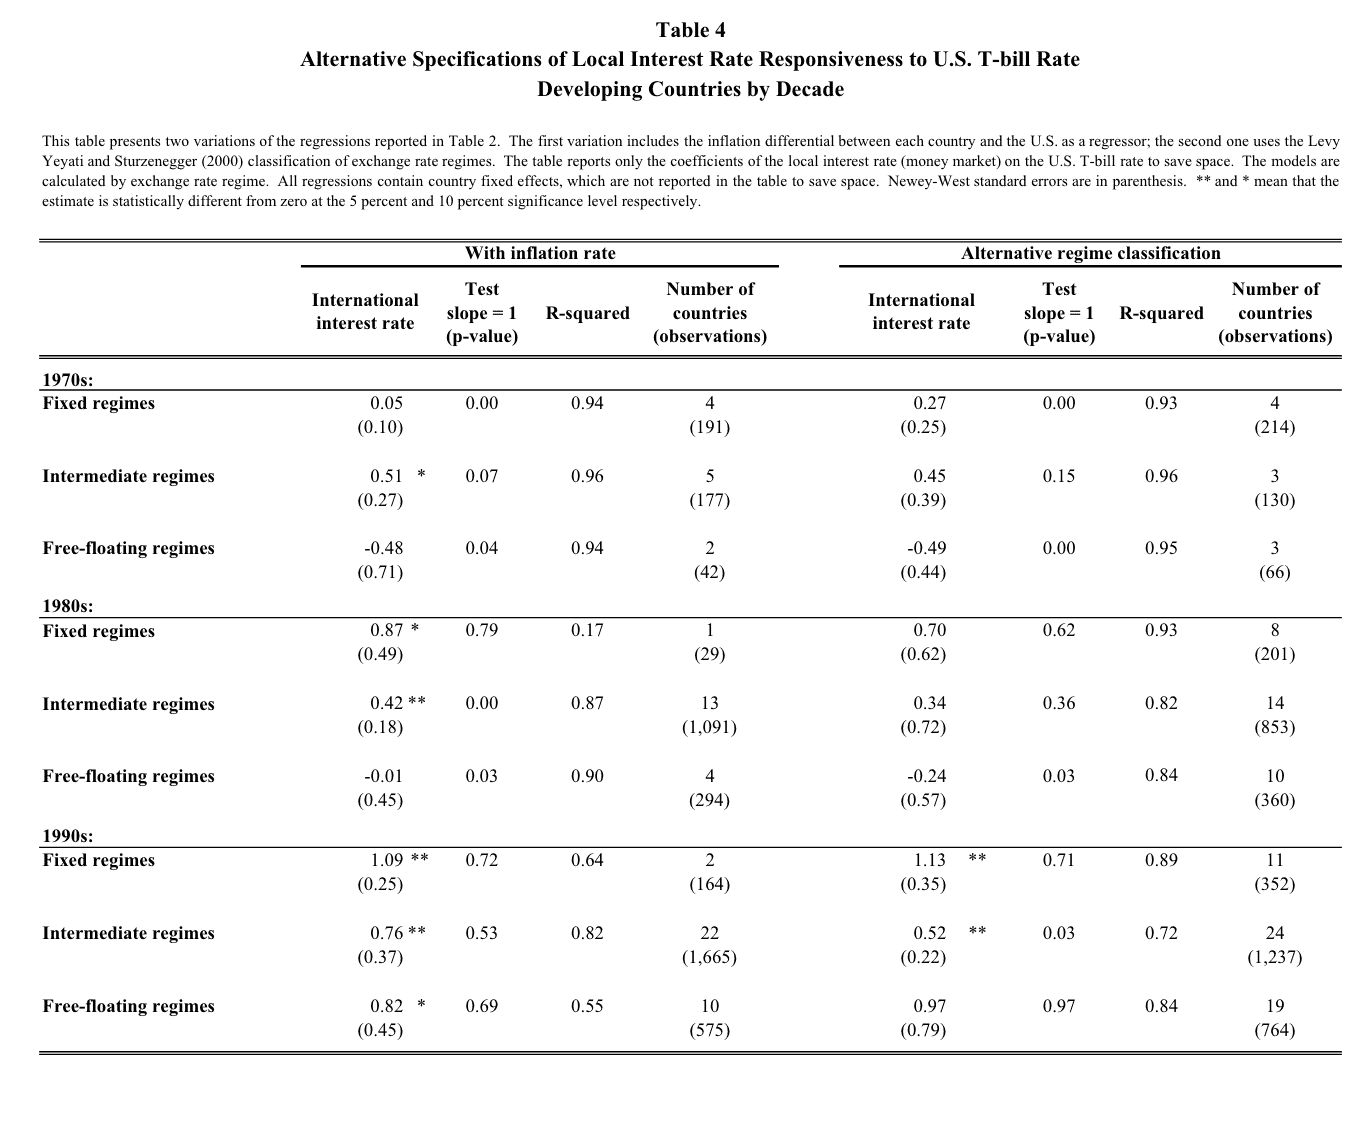 Table 4
Alternative Specifications of Local Interest Rate Responsiveness to U.S. T-bill Rate
Developing Countries by Decade
This table presents two variations of the regressions reported in Table 2. The first variation includes the inflation differential between each country and the U.S. as a regressor; the second one uses the Levy
Yeyati and Sturzenegger (2000) classification of exchange rate regimes. The table reports only the coefficients of the local interest rate (money market) on the U.S. T-bill rate to save space. The models are
calculated by exchange rate regime. All regressions contain country fixed effects, which are not reported in the table to save space. Newey-West standard errors are in parenthesis. ** and * mean that the
estimate is statistically different from zero at the 5 percent and 10 percent significance level respectively.
With inflation rate Alternative regime classification
Test Number of Test Number of
International slope = 1 R-squared countries International slope = 1 R-squared countries
interest rate (p-value) (observations) interest rate (p-value) (observations)
1970s:
Fixed regimes 0.05 0.00 0.94 4 0.27 0.00 0.93 4
(0.10) (191) (0.25) (214)
Intermediate regimes 0.51 * 0.07 0.96 5 0.45 0.15 0.96 3
(0.27) (177) (0.39) (130)
Free-floating regimes -0.48 0.04 0.94 2 -0.49 0.00 0.95 3
(0.71) (42) (0.44) (66)
1980s:
Fixed regimes 0.87 * 0.79 0.17 1 0.70 0.62 0.93 8
(0.49) (29) (0.62) (201)
Intermediate regimes 0.42 ** 0.00 0.87 13 0.34 0.36 0.82 14
(0.18) (1,091) (0.72) (853)
Free-floating regimes -0.01 0.03 0.90 4 -0.24 0.03 0.84 10
(0.45) (294) (0.57) (360)
1990s:
Fixed regimes 1.09 ** 0.72 0.64 2 1.13 ** 0.71 0.89 11
(0.25) (164) (0.35) (352)
Intermediate regimes 0.76 ** 0.53 0.82 22 0.52 ** 0.03 0.72 24
(0.37) (1,665) (0.22) (1,237)
Free-floating regimes 0.82 * 0.69 0.55 10 0.97 0.97 0.84 19
(0.45) (575) (0.79) (764)